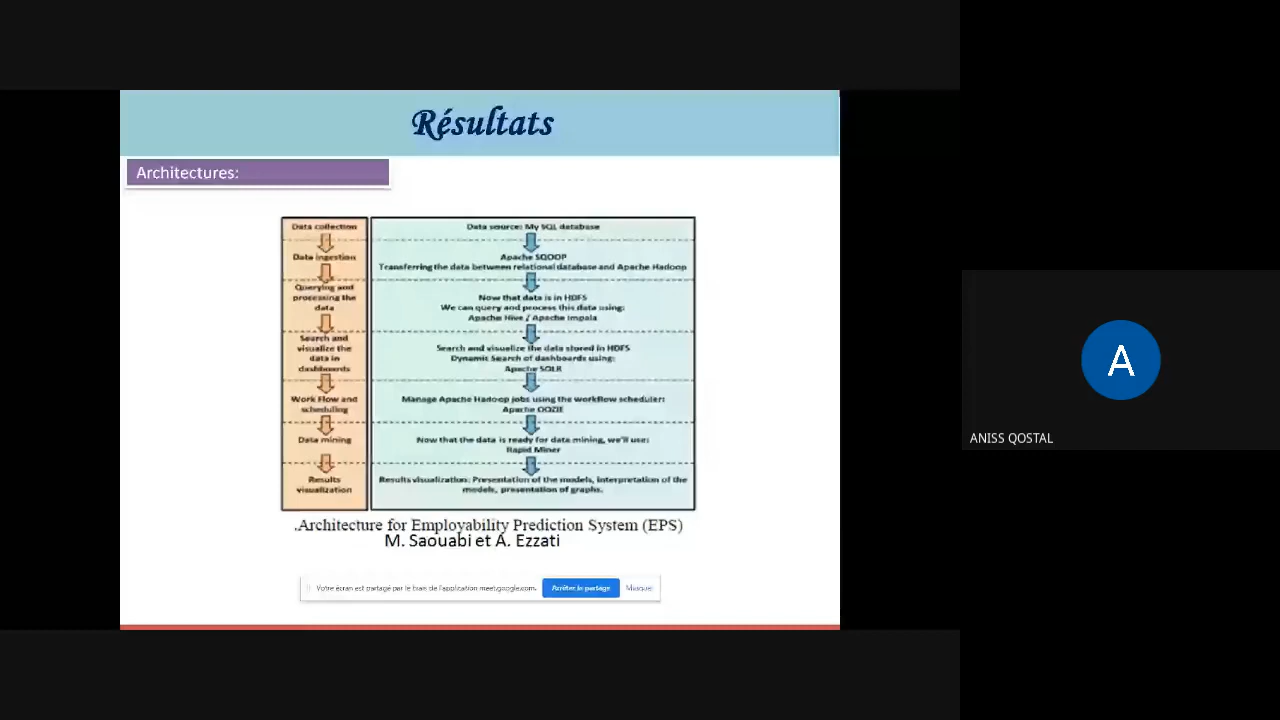 Résultats
Architectures:
Data collection
Data source: My SQL database
Data ingestion
Apache SQOOP
Transferring the data between relational database and Apache Hadoop
Querying and
processing the
data
Now that data is in HDFS
We can query and process this data using:
Apache Hive / Apache Impala
Search and
visualize the
data in
dashboards
Search and visualize the data stored in HDFS
Dynamic Search of dashboards using:
Apache SOLR
Work Flow and
scheduling
Manage Apache Hadoop jobs using the workflow scheduler:
Apache OOZIE
Data mining
Now that the data is ready for data mining, we'll use:
Rapid Miner
Results
visualization
Results visualization: Presentation of the models, interpretation of the
models, presentation of graphs.
.Architecture for Employability Prediction System (EPS)
M. Saouabi et A. Ezzati
Votre écran est partagé par le biais de l'application meet.google.com.
Arrêter le partage
Masquer
A
ANISS QOSTAL